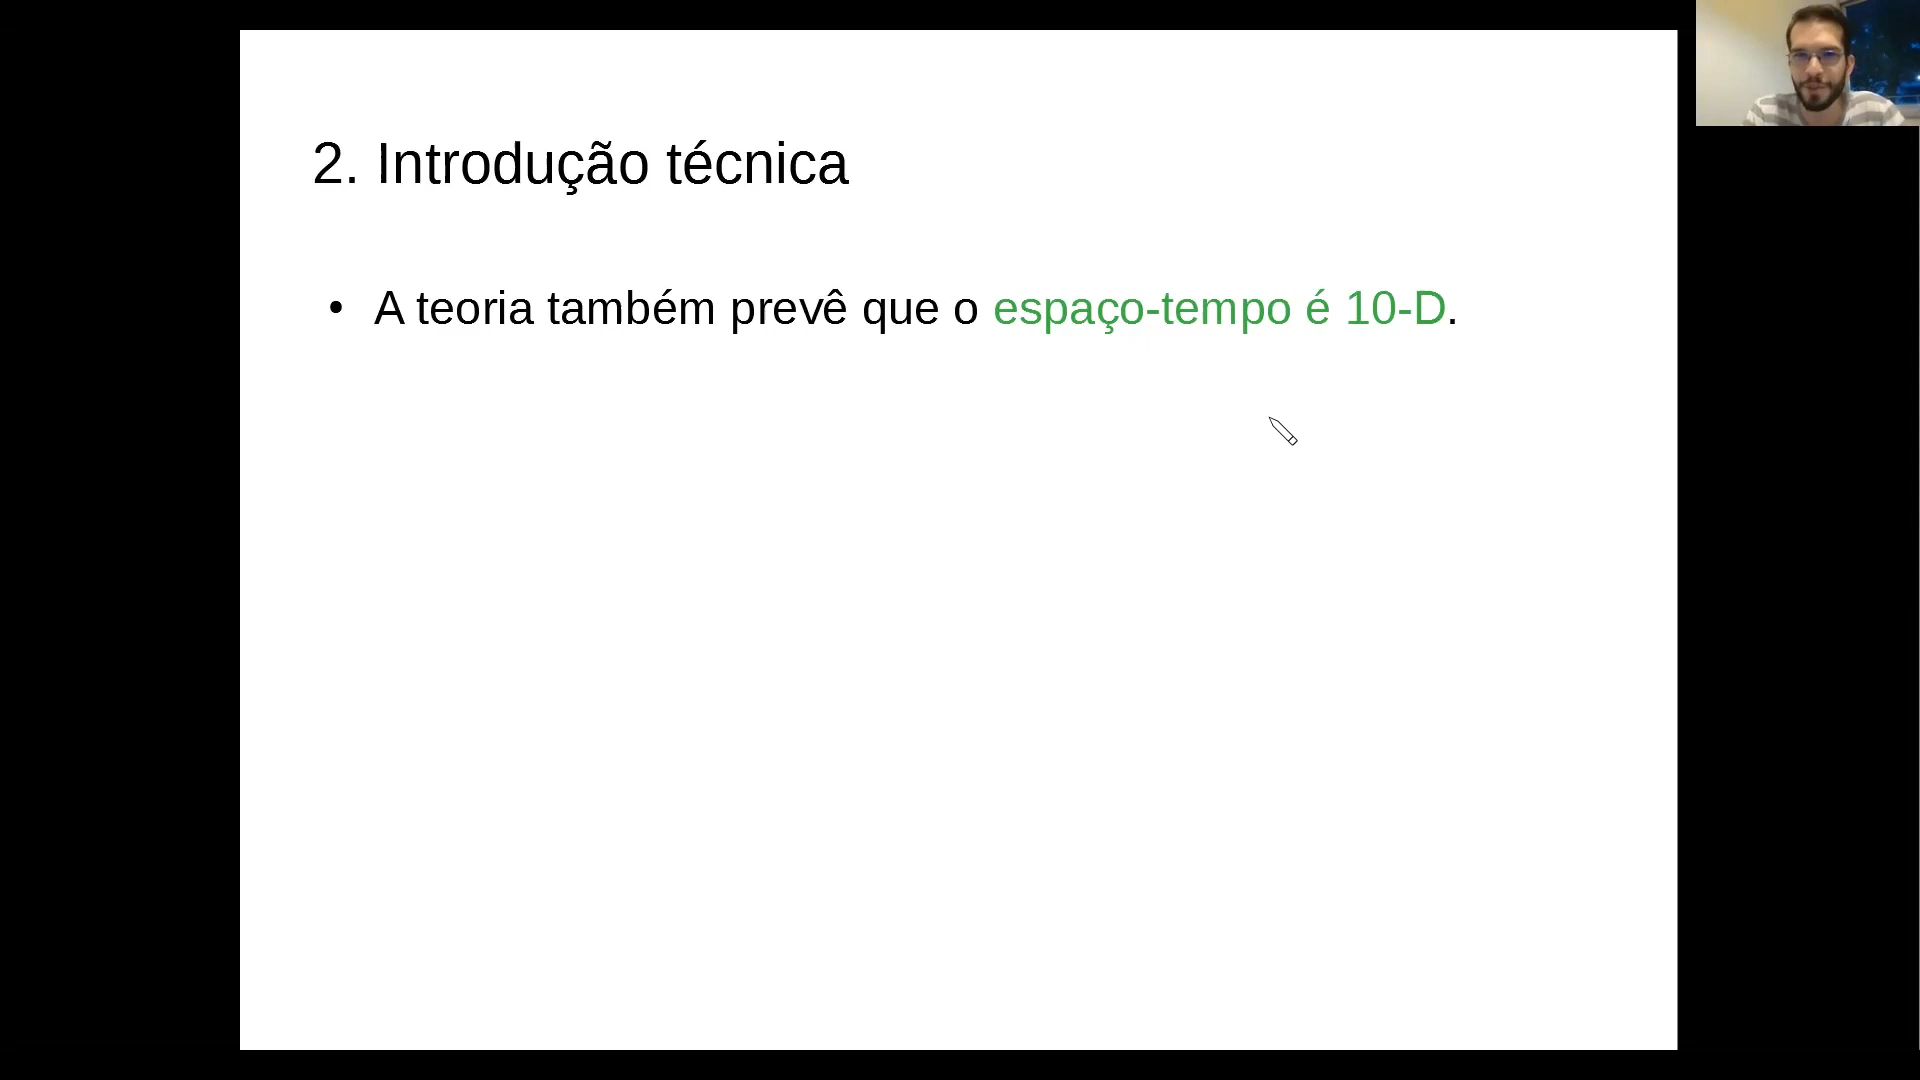 2. Introdução técnica
• A teoria também prevê que o espaço-tempo é 10-D.